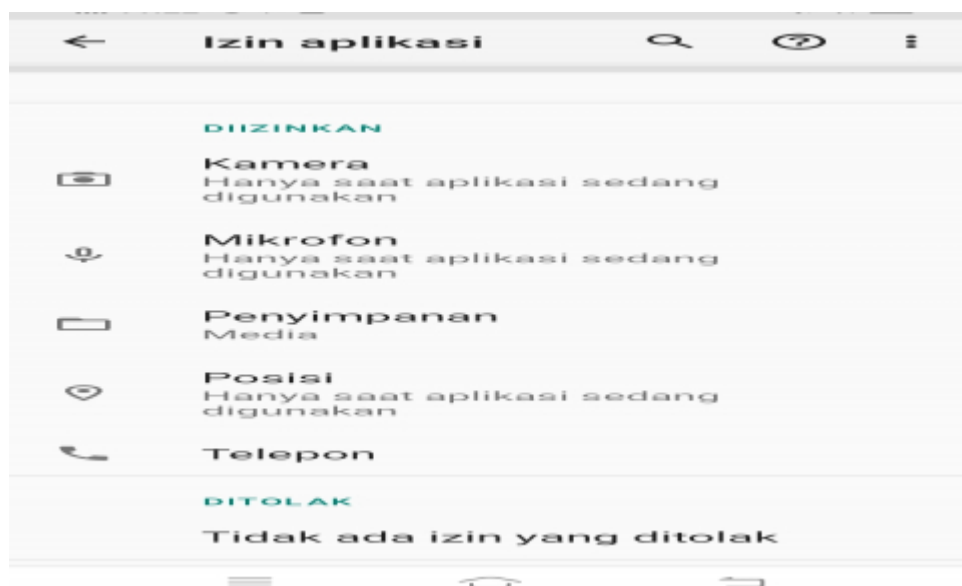 Izin aplikasi
DIIZINKAN
Kamera
Hanya saat aplikasi sedang
digunakan
Mikrofon
Hanya saat aplikasi sedang
digunakan
Penyimpanan
Media
Posisi
Hanya saat aplikasi sedang
digunakan
Telepon
DITOLAK
Tidak ada izin yang ditolak